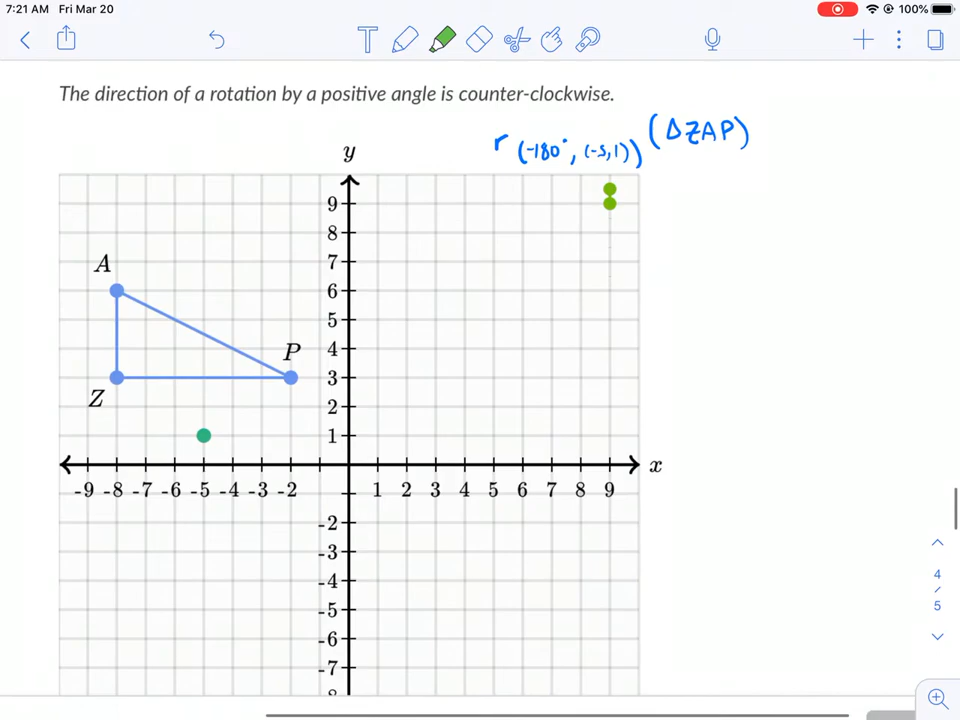 7:21 AM Fri Mar 20 100%
T
The direction of a rotation by a positive angle is counter-clockwise.
r (-180°, (-5,1)) (ΔZAP)
y
9
8
A 7
6
5
P 4
3
Z 2
1
x
-9 -8 -7 -6 -5 -4 -3 -2 1 2 3 4 5 6 7 8 9
-2
-3
-4
4
-5
5
-6
-7